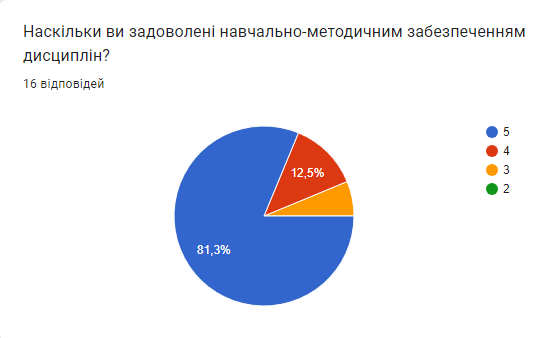 Наскільки ви задоволені навчально-методичним забезпеченням
дисциплін?
16 відповідей
5
4
3
2
12,5%
81,3%